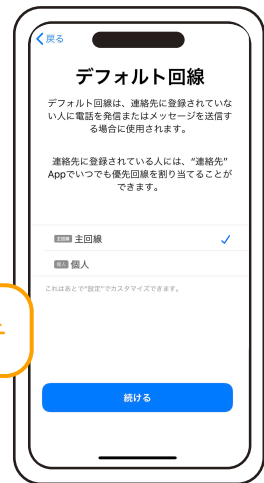 戻る
デフォルト回線
デフォルト回線は、連絡先に登録されていな
い人に電話を発信またはメッセージを送信す
る場合に使用されます。
連絡先に登録されている人には、“連絡先”
Appでいつでも優先回線を割り当てることが
できます。
主回線 主回線
個人 個人
これはあとで“設定”でカスタマイズできます。
続ける